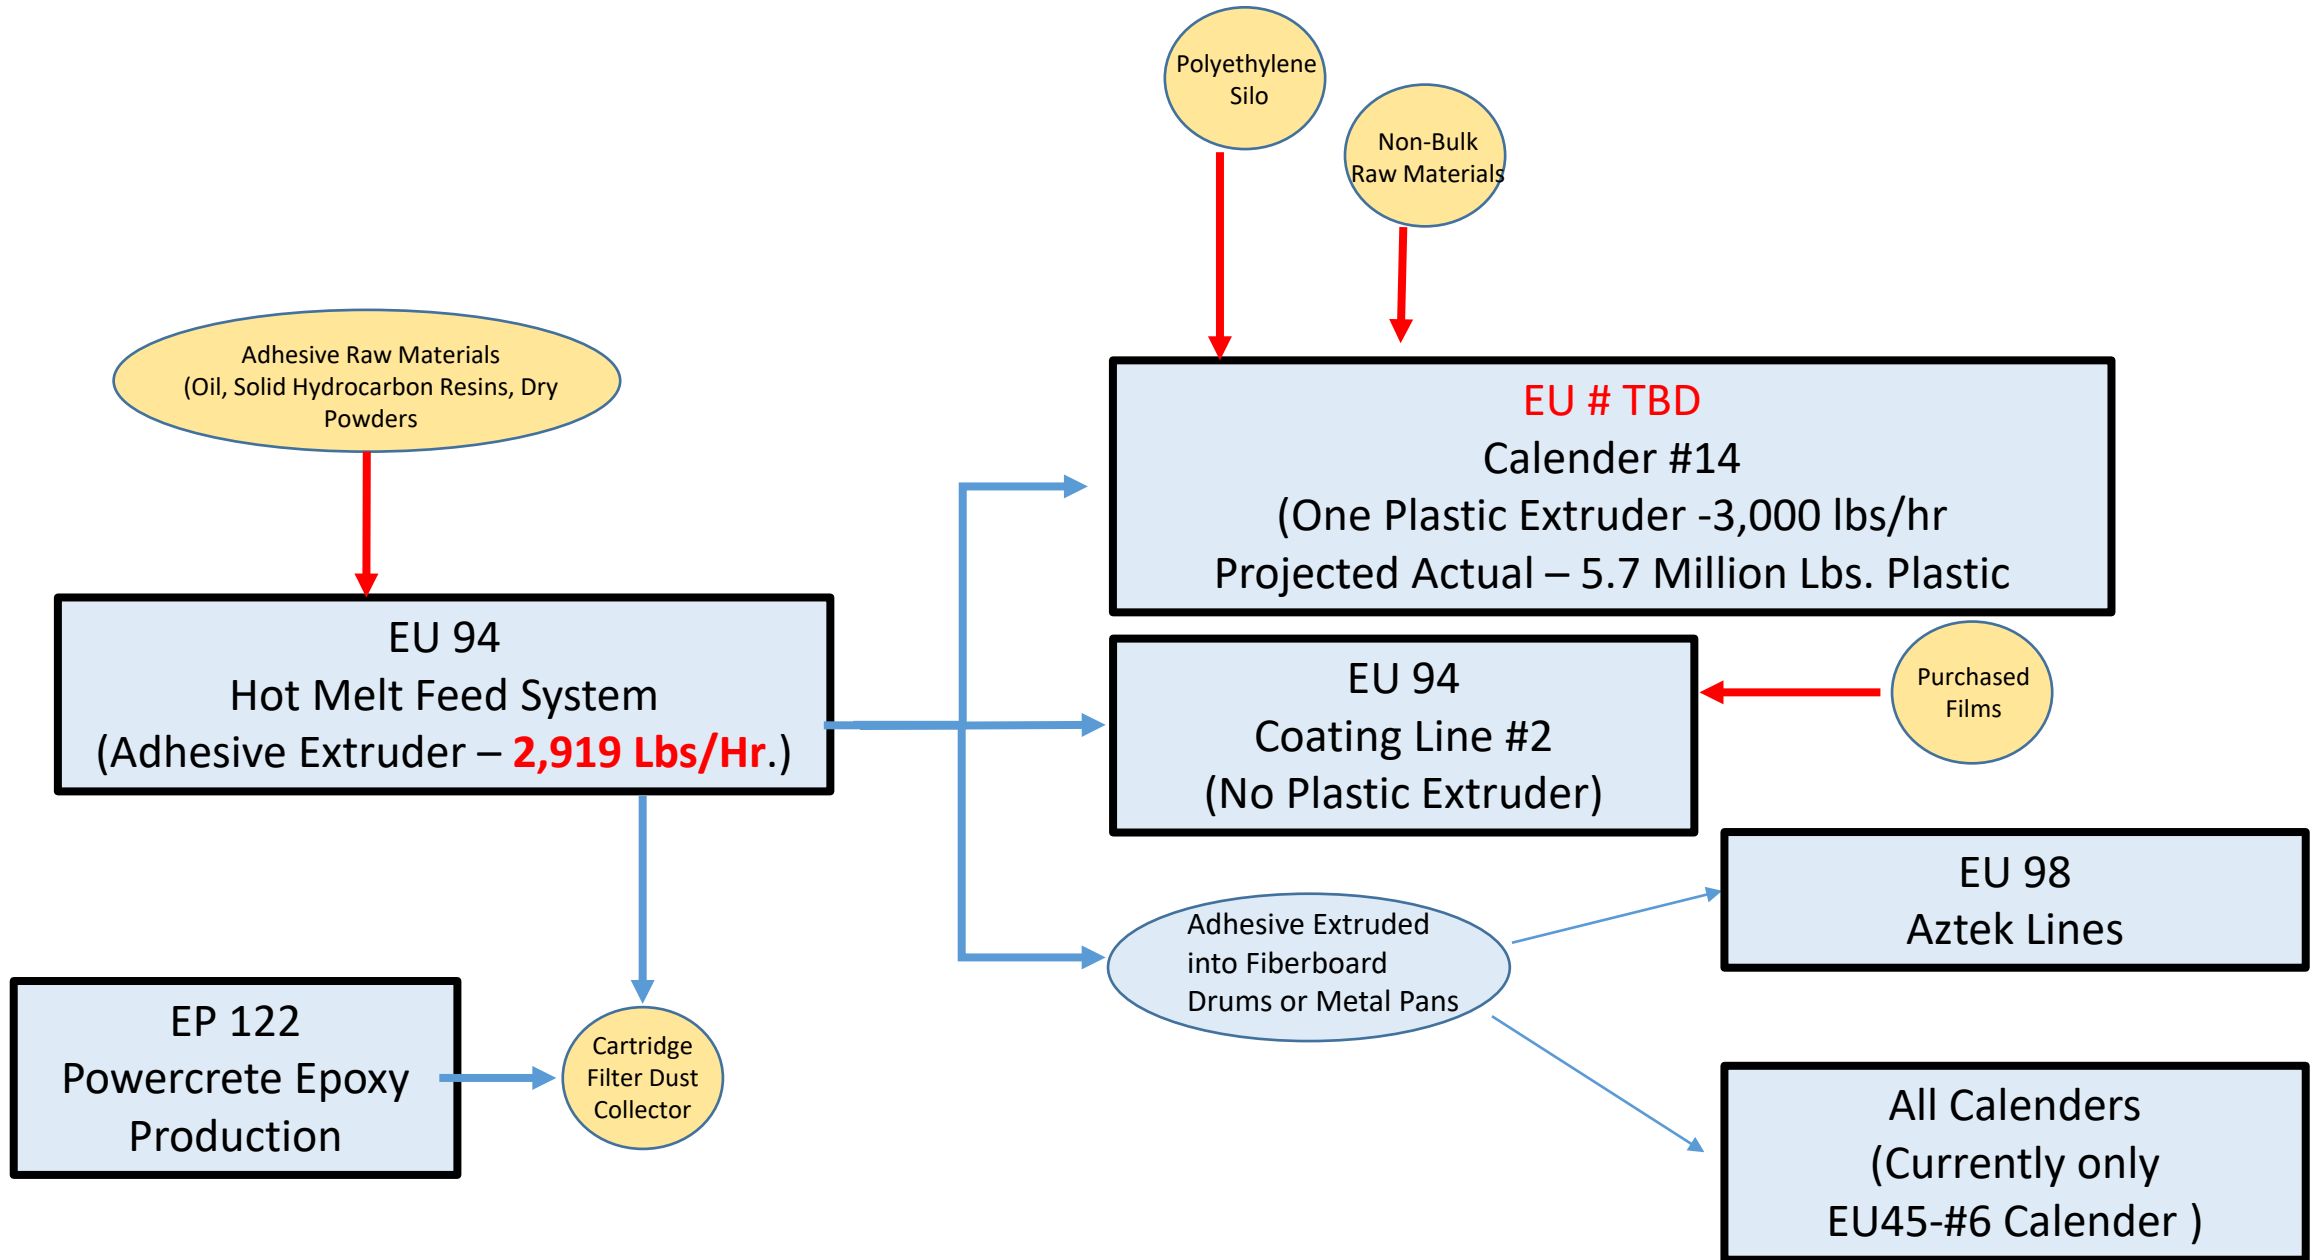 Polyethylene
Silo
Non-Bulk
Raw Materials
Adhesive Raw Materials
(Oil, Solid Hydrocarbon Resins, Dry
Powders
EU # TBD
Calender #14
(One Plastic Extruder -3,000 lbs/hr
Projected Actual – 5.7 Million Lbs. Plastic
EU 94
Hot Melt Feed System
(Adhesive Extruder – 2,919 Lbs/Hr.)
EU 94
Coating Line #2
(No Plastic Extruder)
Purchased
Films
EU 98
Aztek Lines
Adhesive Extruded
into Fiberboard
Drums or Metal Pans
EP 122
Powercrete Epoxy
Production
Cartridge
Filter Dust
Collector
All Calenders
(Currently only
EU45-#6 Calender )